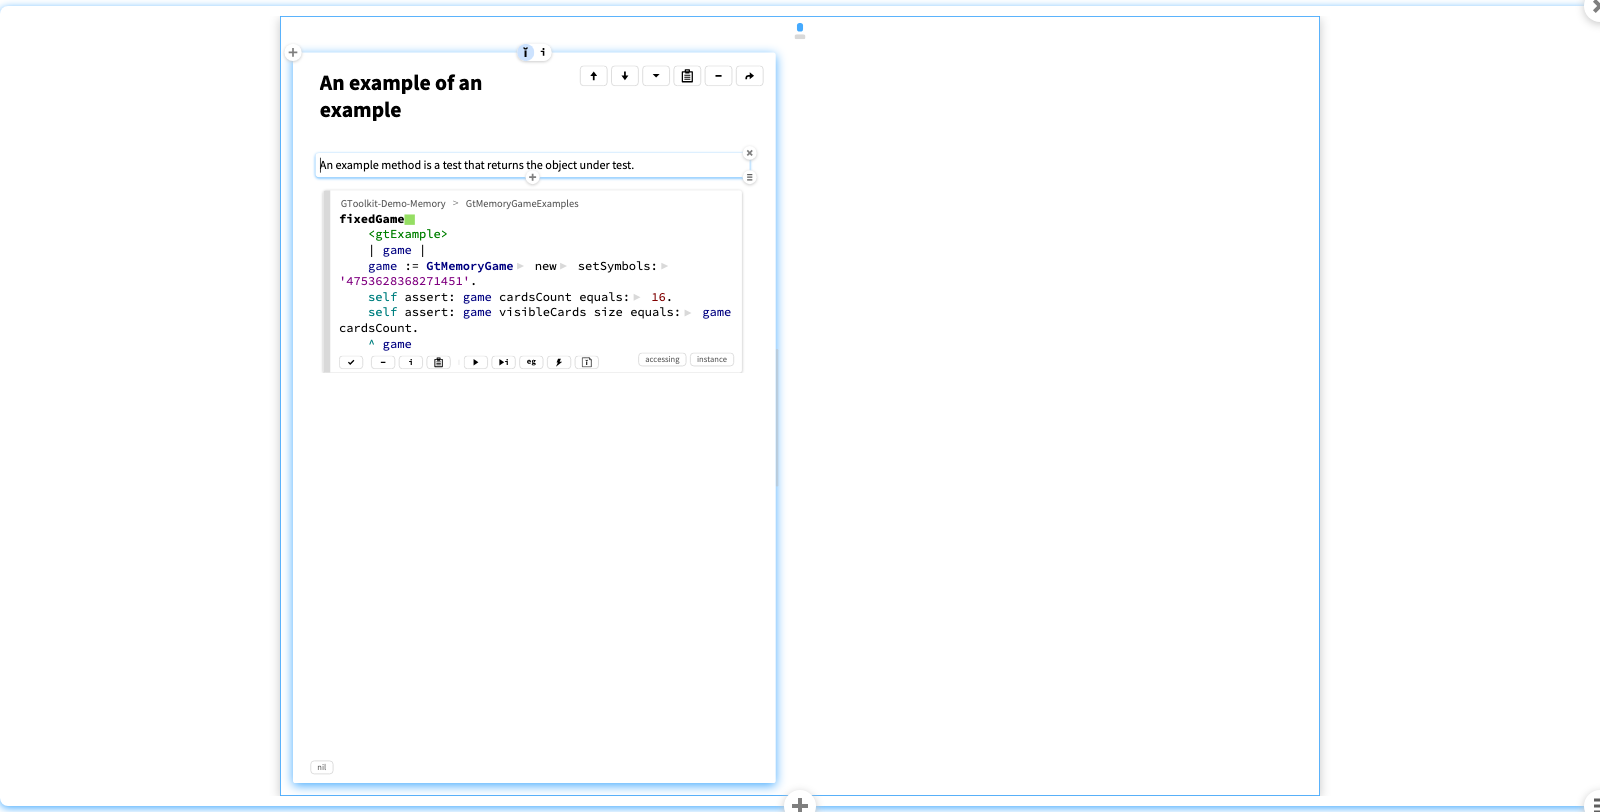 An example of an
example
An example method is a test that returns the object under test.
GToolkit-Demo-Memory > GtMemoryGameExamples
fixedGame
<gtExample>
| game |
game := GtMemoryGame new setSymbols:
'4753628368271451'.
self assert: game cardsCount equals: 16.
self assert: game visibleCards size equals: game
cardsCount.
^ game
eg
accessing instance
nil